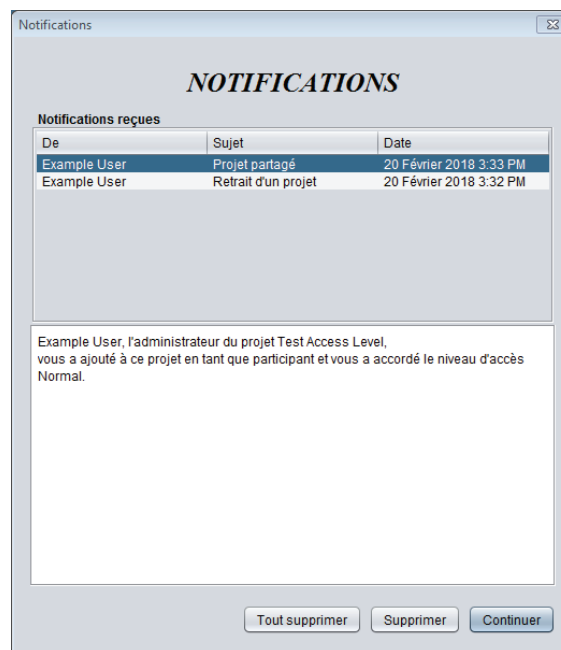 Notifications
NOTIFICATIONS
Notifications reçues
De Sujet Date
Example User Projet partagé 20 Février 2018 3:33 PM
Example User Retrait d'un projet 20 Février 2018 3:32 PM
Example User, l'administrateur du projet Test Access Level,
vous a ajouté à ce projet en tant que participant et vous a accordé le niveau d'accès
Normal.
Tout supprimer Supprimer Continuer